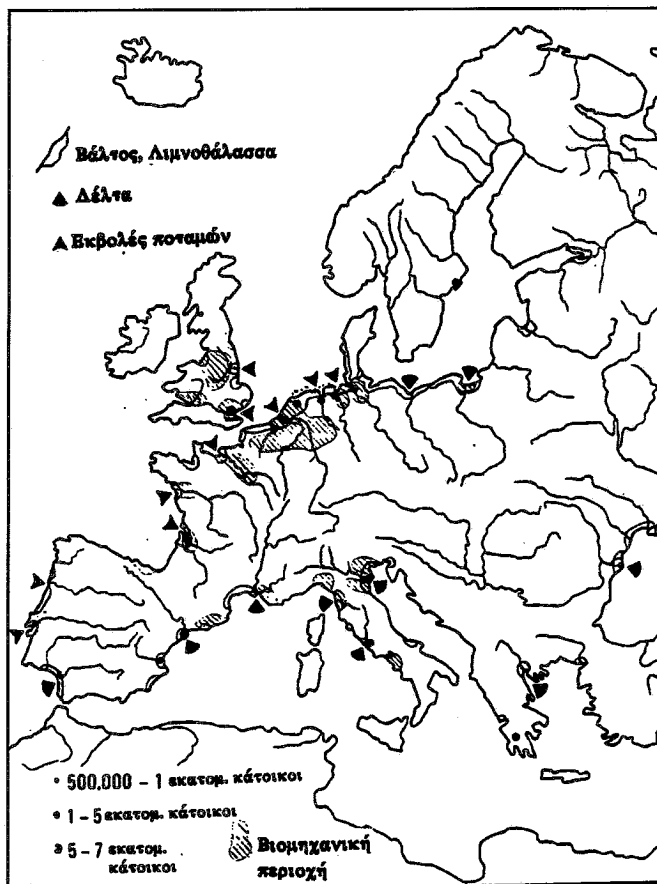 Βάλτος, Λιμνοθάλασσα
Δέλτα
Εκβολές ποταμών
500,000 – 1 εκατομ. κάτοικοι
1 – 5 εκατομ. κάτοικοι
5 – 7 εκατομ.
κάτοικοι
Βιομηχανική
περιοχή